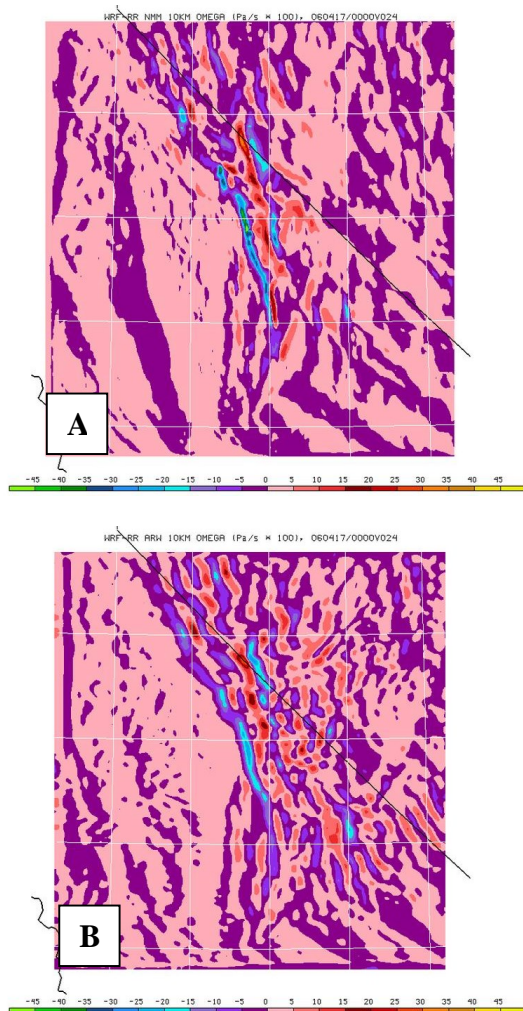 WRF-RR NMM 10KM OMEGA (Pa/s * 100), 060417/0000V024
A
-45 -40 -35 -30 -25 -20 -15 -10 -5 0 5 10 15 20 25 30 35 40 45
WRF-RR ARW 10KM OMEGA (Pa/s * 100), 060417/0000V024
B
-45 -40 -35 -30 -25 -20 -15 -10 -5 0 5 10 15 20 25 30 35 40 45